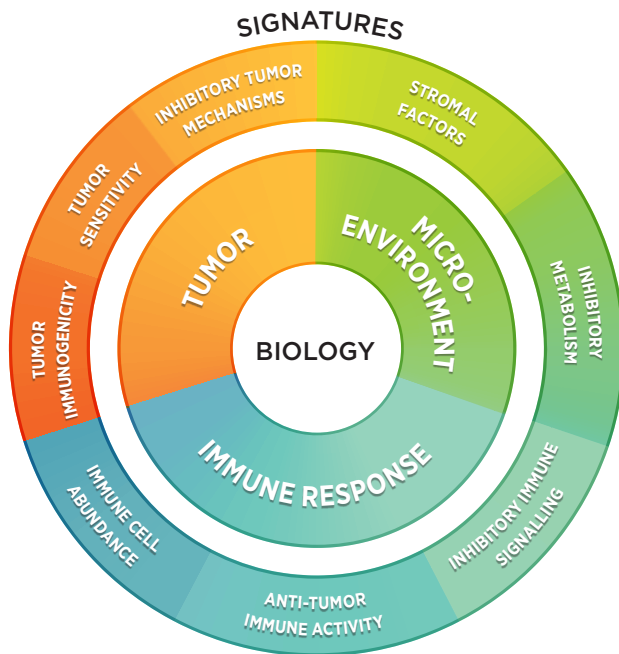 SIGNATURES
INHIBITORY TUMOR
MECHANISMS
STROMAL
FACTORS
TUMOR
SENSITIVITY
TUMOR
MICRO-
ENVIRONMENT
INHIBITORY
METABOLISM
TUMOR
IMMUNOGENICITY
BIOLOGY
IMMUNE RESPONSE
IMMUNE CELL
ABUNDANCE
INHIBITORY IMMUNE
SIGNALLING
ANTI-TUMOR
IMMUNE ACTIVITY